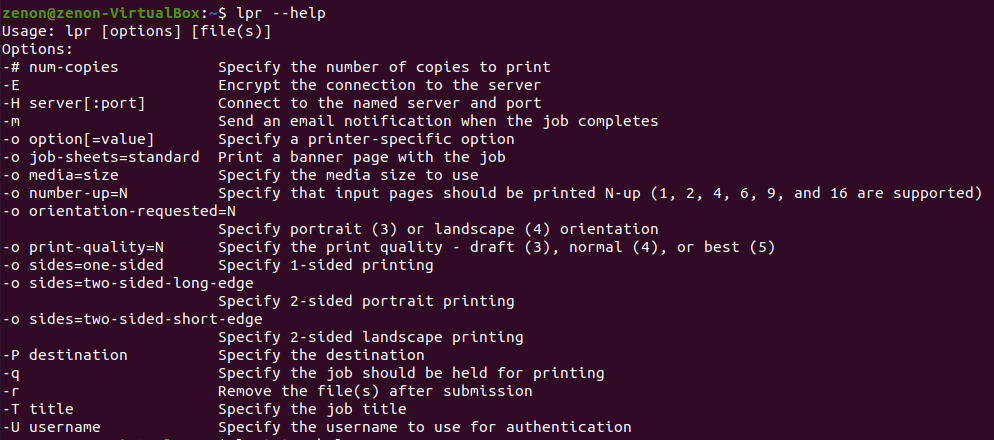 zenon@zenon-VirtualBox:~$ lpr --help
Usage: lpr [options] [file(s)]
Options:
-# num-copies           Specify the number of copies to print
-E                      Encrypt the connection to the server
-H server[:port]        Connect to the named server and port
-m                      Send an email notification when the job completes
-o option[=value]       Specify a printer-specific option
-o job-sheets=standard  Print a banner page with the job
-o media=size           Specify the media size to use
-o number-up=N          Specify that input pages should be printed N-up (1, 2, 4, 6, 9, and 16 are supported)
-o orientation-requested=N
                        Specify portrait (3) or landscape (4) orientation
-o print-quality=N      Specify the print quality - draft (3), normal (4), or best (5)
-o sides=one-sided      Specify 1-sided printing
-o sides=two-sided-long-edge
                        Specify 2-sided portrait printing
-o sides=two-sided-short-edge
                        Specify 2-sided landscape printing
-P destination          Specify the destination
-q                      Specify the job should be held for printing
-r                      Remove the file(s) after submission
-T title                Specify the job title
-U username             Specify the username to use for authentication